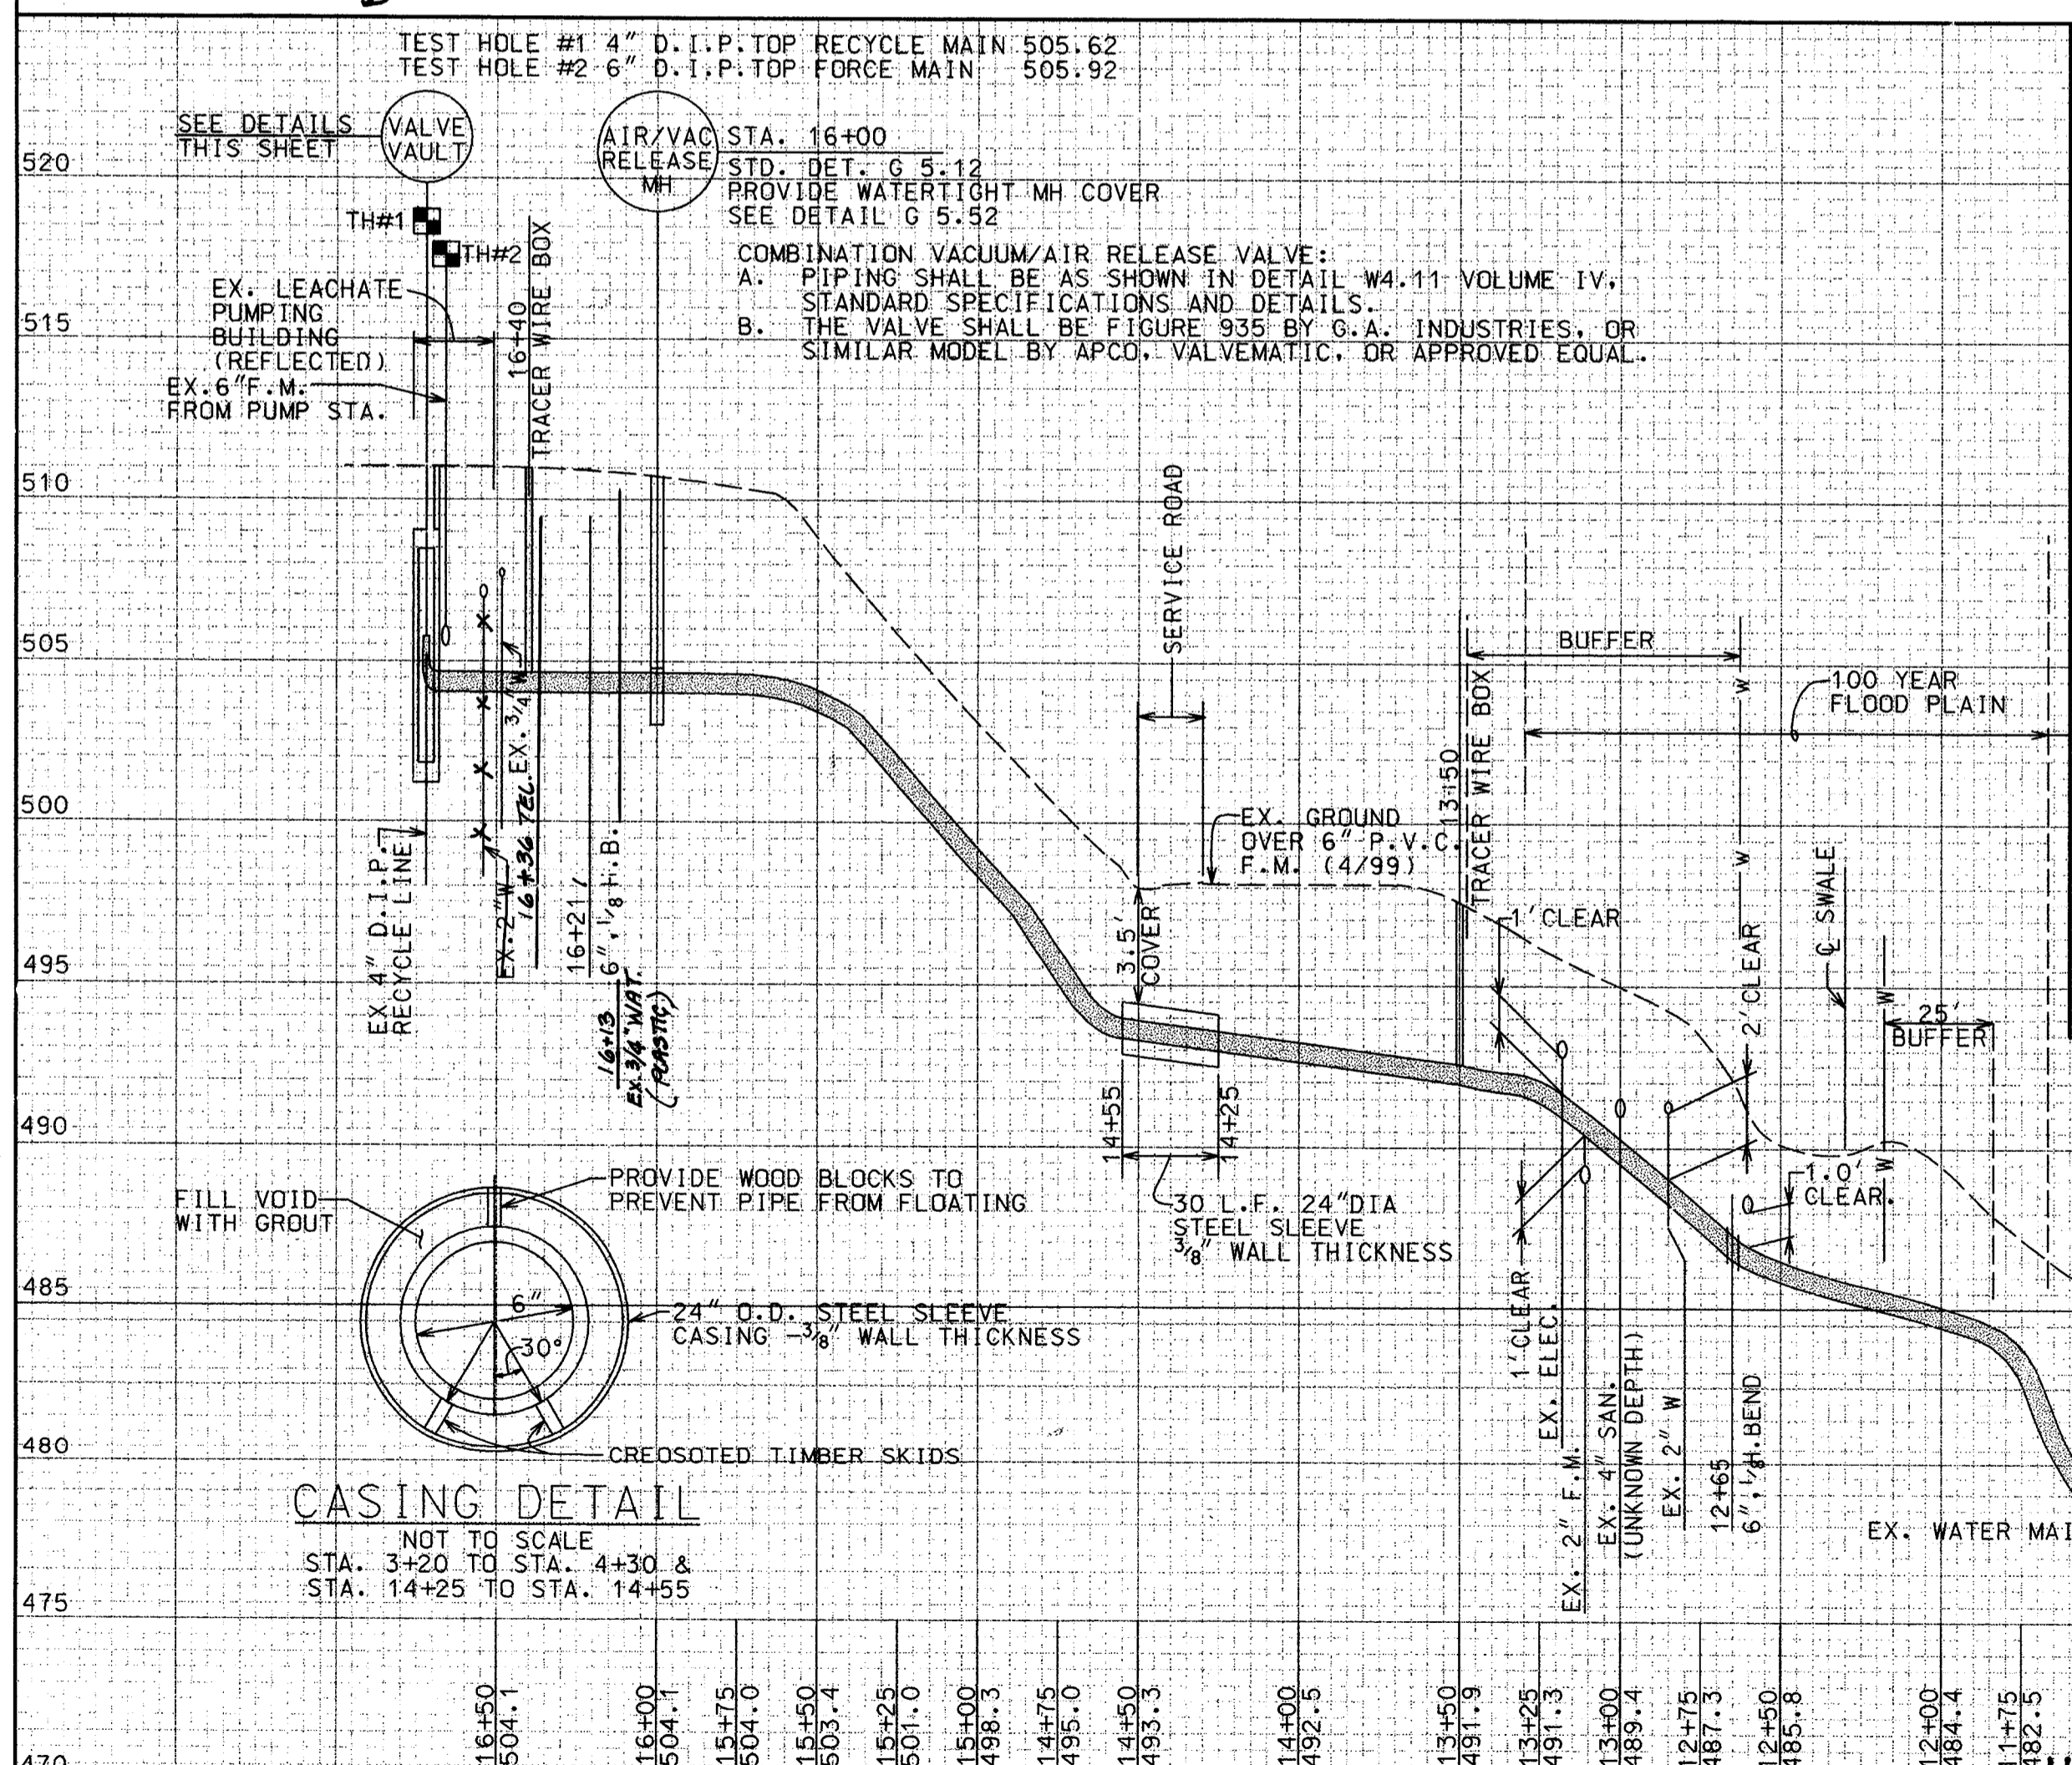 TEST HOLE #1 4" D.I.P. TOP RECYCLE MAIN 505.62
TEST HOLE #2 6" D.I.P. TOP FORCE MAIN 505.92
SEE DETAILS
THIS SHEET
VALVE
VAULT
AIR/VAC
RELEASE
MH
STA. 16+00
STD. DET. G 5.12
PROVIDE WATERTIGHT MH COVER
SEE DETAIL G 5.52
COMBINATION VACUUM/AIR RELEASE VALVE:
A. PIPING SHALL BE AS SHOWN IN DETAIL W4.11 VOLUME IV,
STANDARD SPECIFICATIONS AND DETAILS.
B. THE VALVE SHALL BE FIGURE 935 BY G.A. INDUSTRIES, OR
SIMILAR MODEL BY APCO, VALVEMATIC, OR APPROVED EQUAL.
TH#1
TH#2
EX. LEACHATE
PUMPING
BUILDING
(REFLECTED)
EX. 6" F.M.
FROM PUMP STA.
16+40
TRACER WIRE BOX
520
515
510
505
500
495
490
485
480
475
470
SERVICE ROAD
BUFFER
100 YEAR
FLOOD PLAIN
13+50
TRACER WIRE BOX
EX. GROUND
OVER 6" P.V.C.
F.M. (4/99)
W
W
W
W
EX 4" D.I.P.
RECYCLE LINE
EX. 2" W
EX. 3/4" W
16+36 TEL
16+21
6", 1/8 H.B.
16+13
EX. 3/4" WAT.
(PLASTIC)
3.5'
COVER
1' CLEAR
2' CLEAR
℄ SWALE
25'
BUFFER
1.0'
CLEAR.
14+55
14+25
30 L.F. 24" DIA
STEEL SLEEVE
3/8" WALL THICKNESS
1' CLEAR
EX. ELEC.
EX. 2" F.M.
EX. 4" SAN.
(UNKNOWN DEPTH)
EX. 2" W
12+65
6", 1/8 H. BEND
EX. WATER MAI
FILL VOID
WITH GROUT
PROVIDE WOOD BLOCKS TO
PREVENT PIPE FROM FLOATING
6"
30°
24" O.D. STEEL SLEEVE
CASING -3/8" WALL THICKNESS
CREOSOTED TIMBER SKIDS
CASING DETAIL
NOT TO SCALE
STA. 3+20 TO STA. 4+30 &
STA. 14+25 TO STA. 14+55
16+50
504.1
16+00
504.1
15+75
504.0
15+50
503.4
15+25
501.0
15+00
498.3
14+75
495.0
14+50
493.3
14+00
492.5
13+50
491.9
13+25
491.3
13+00
489.4
12+75
487.3
12+50
485.8
12+00
484.4
11+75
482.5